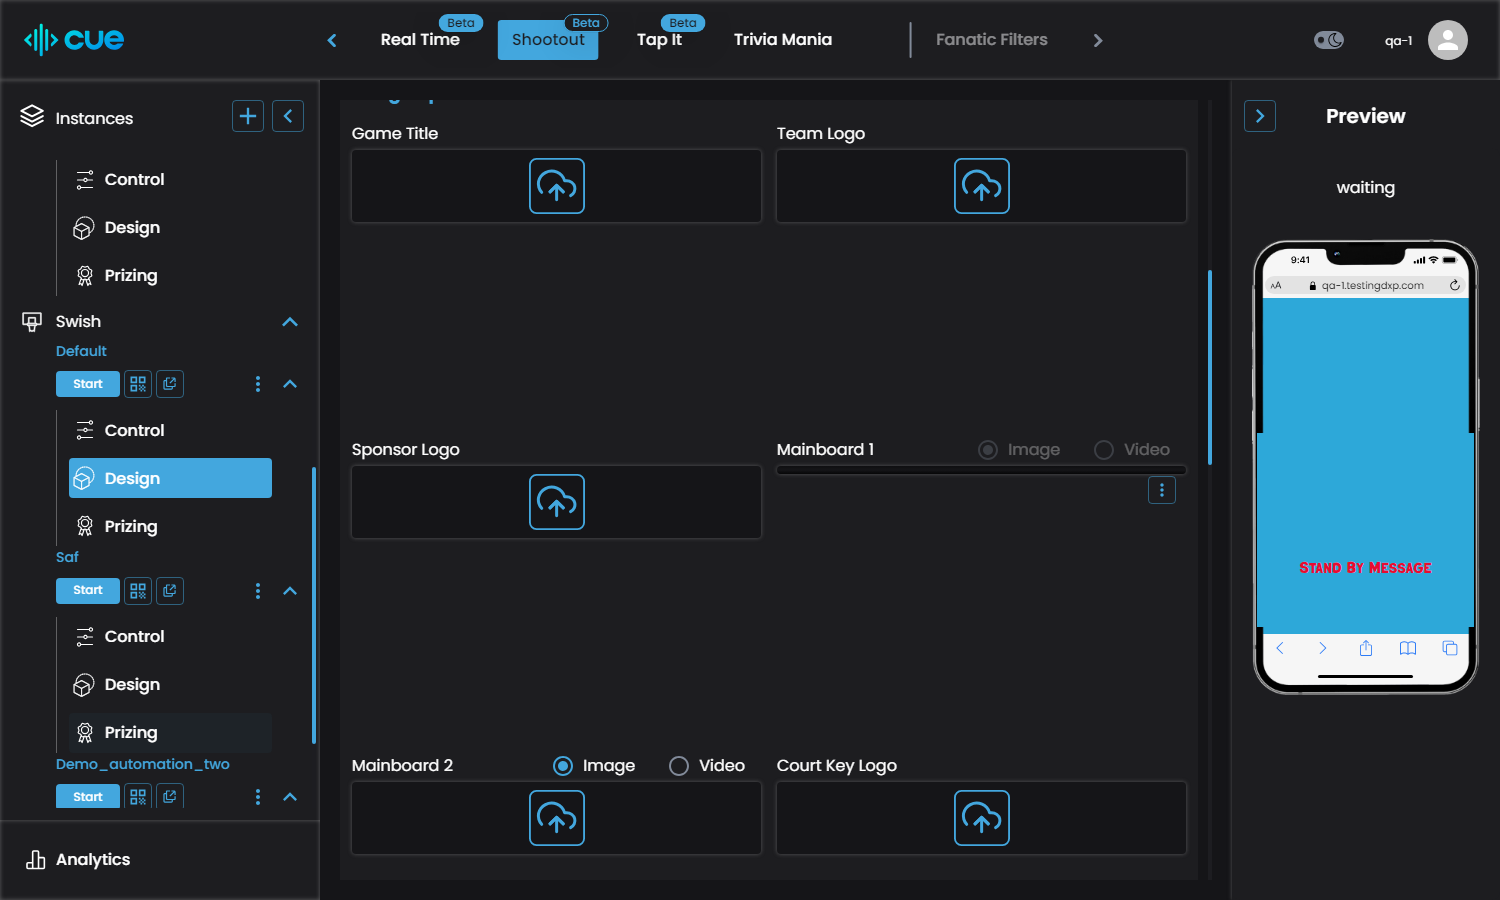 cue
Real Time
Beta
Shootout
Beta
Tap It
Beta
Trivia Mania
Fanatic Filters
qa-1
Instances
Control
Design
Prizing
Swish
Default
Start
Control
Design
Prizing
Saf
Start
Control
Design
Prizing
Demo_automation_two
Start
Analytics
Game Title
Team Logo
Sponsor Logo
Mainboard 1
Image
Video
Mainboard 2
Image
Video
Court Key Logo
Preview
waiting
9:41
AA
qa-1.testingdxp.com
Stand By Message